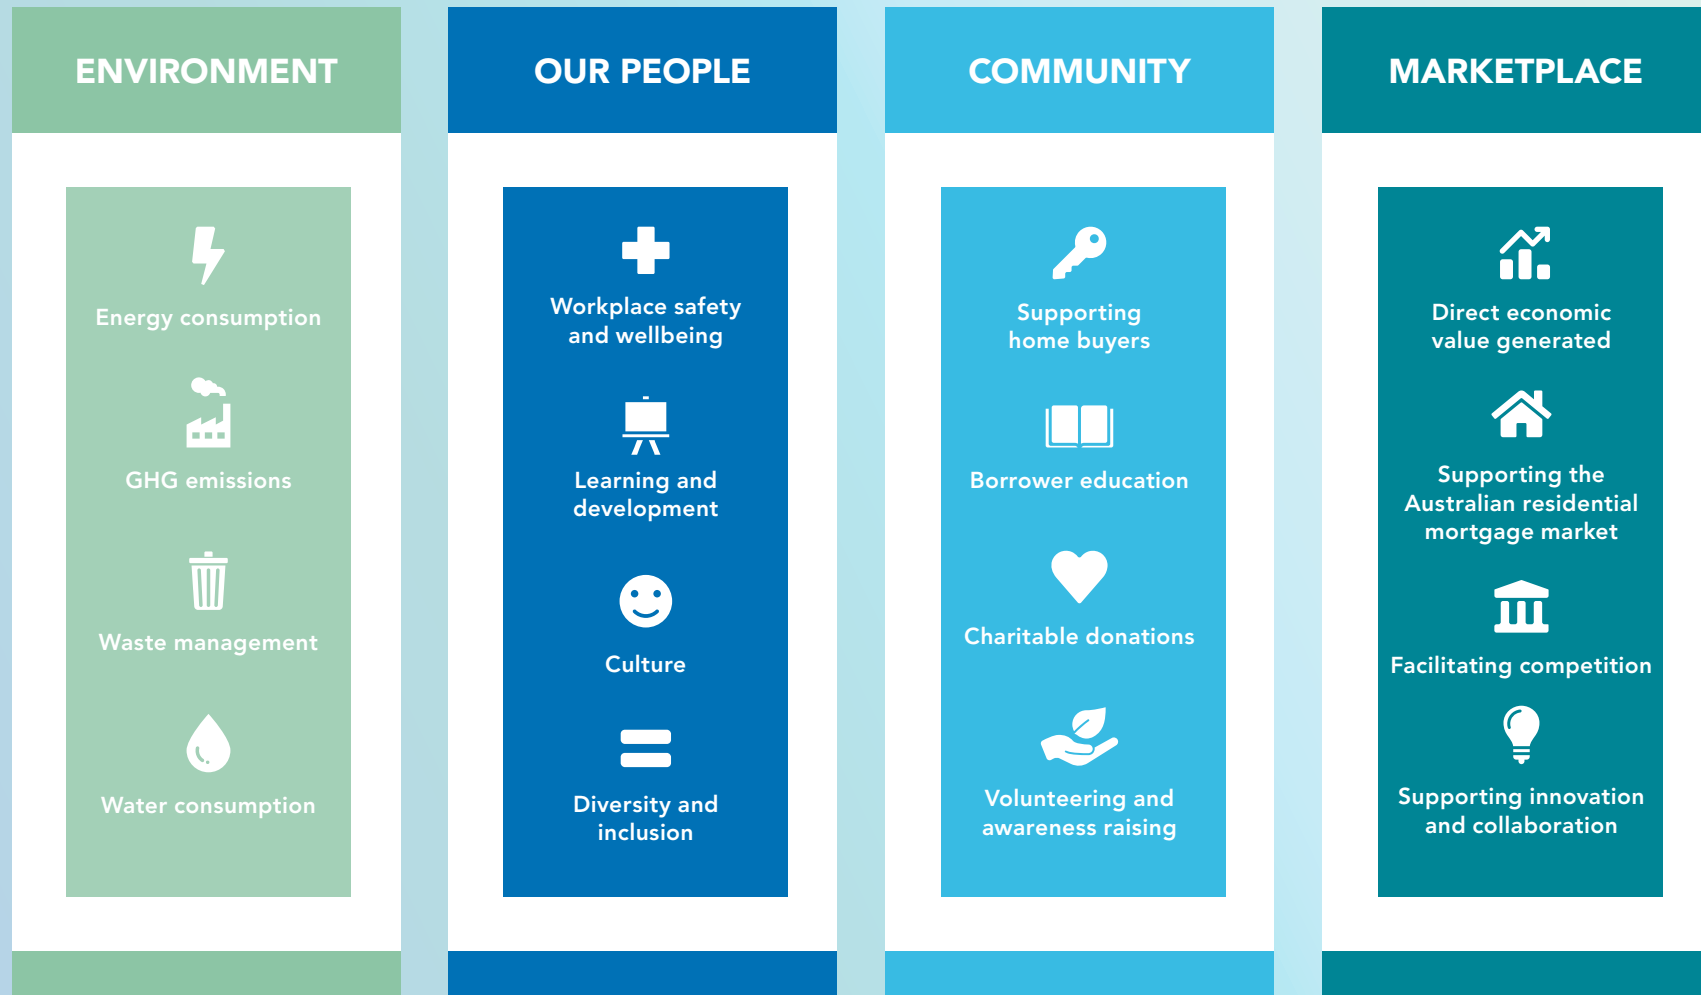 ENVIRONMENT
Energy consumption
GHG emissions
Waste management
Water consumption
OUR PEOPLE
Workplace safety
and wellbeing
Learning and
development
Culture
Diversity and
inclusion
COMMUNITY
Supporting
home buyers
Borrower education
Charitable donations
Volunteering and
awareness raising
MARKETPLACE
Direct economic
value generated
Supporting the
Australian residential
mortgage market
Facilitating competition
Supporting innovation
and collaboration